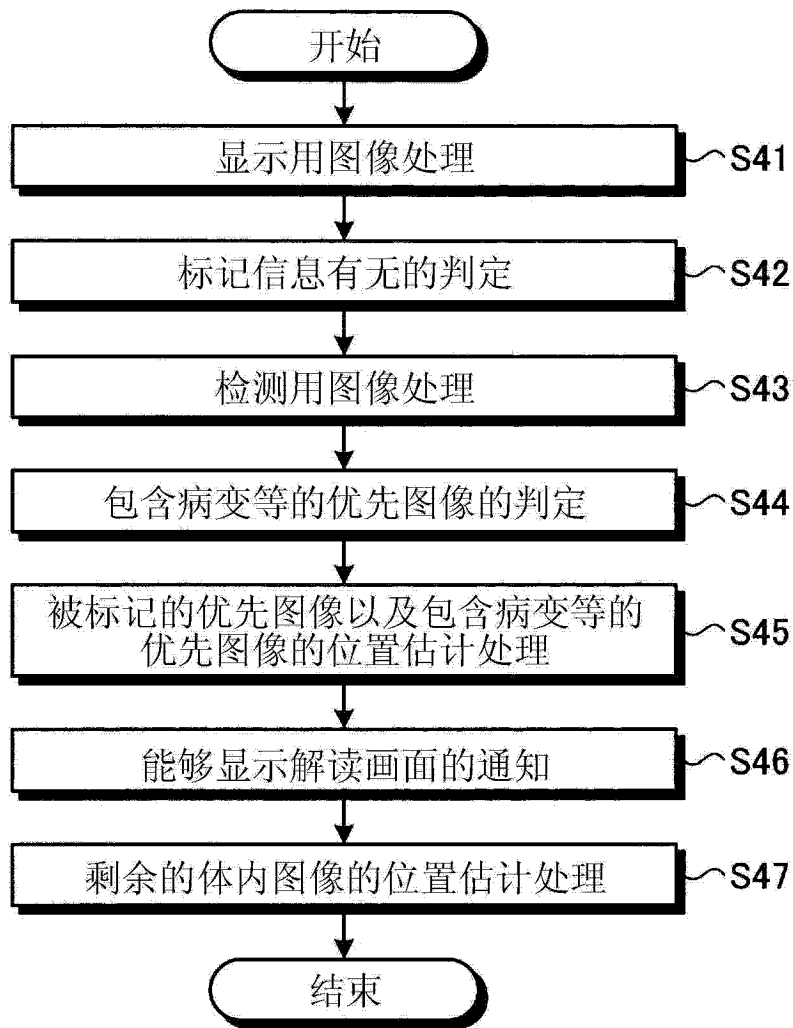 开始
显示用图像处理
S41
标记信息有无的判定
S42
检测用图像处理
S43
包含病变等的优先图像的判定
S44
被标记的优先图像以及包含病变等的
优先图像的位置估计处理
S45
能够显示解读画面的通知
S46
剩余的体内图像的位置估计处理
S47
结束